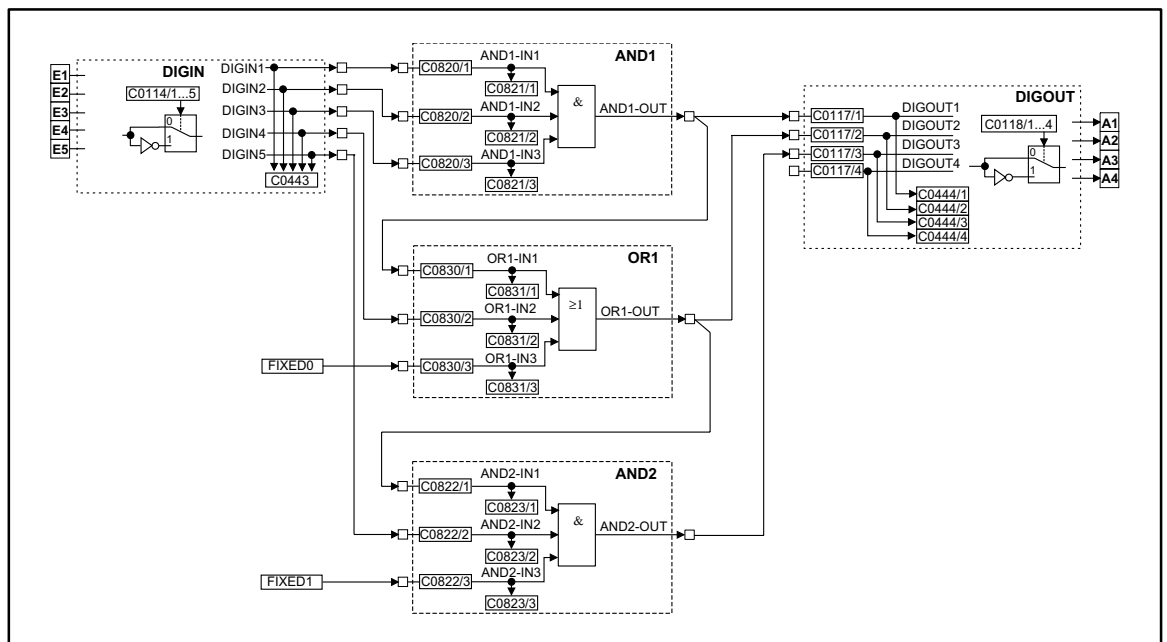 E1
E2
E3
E4
E5
DIGIN
C0114/1...5
0
1
DIGIN1
DIGIN2
DIGIN3
DIGIN4
DIGIN5
C0443
AND1
C0820/1
AND1-IN1
C0821/1
C0820/2
AND1-IN2
C0821/2
C0820/3
AND1-IN3
C0821/3
&
AND1-OUT
OR1
C0830/1
OR1-IN1
C0831/1
C0830/2
OR1-IN2
C0831/2
FIXED0
C0830/3
OR1-IN3
C0831/3
≥1
OR1-OUT
AND2
C0822/1
AND2-IN1
C0823/1
C0822/2
AND2-IN2
C0823/2
FIXED1
C0822/3
AND2-IN3
C0823/3
&
AND2-OUT
DIGOUT
C0117/1
DIGOUT1
C0117/2
DIGOUT2
C0117/3
DIGOUT3
C0117/4
DIGOUT4
C0444/1
C0444/2
C0444/3
C0444/4
C0118/1...4
0
1
A1
A2
A3
A4